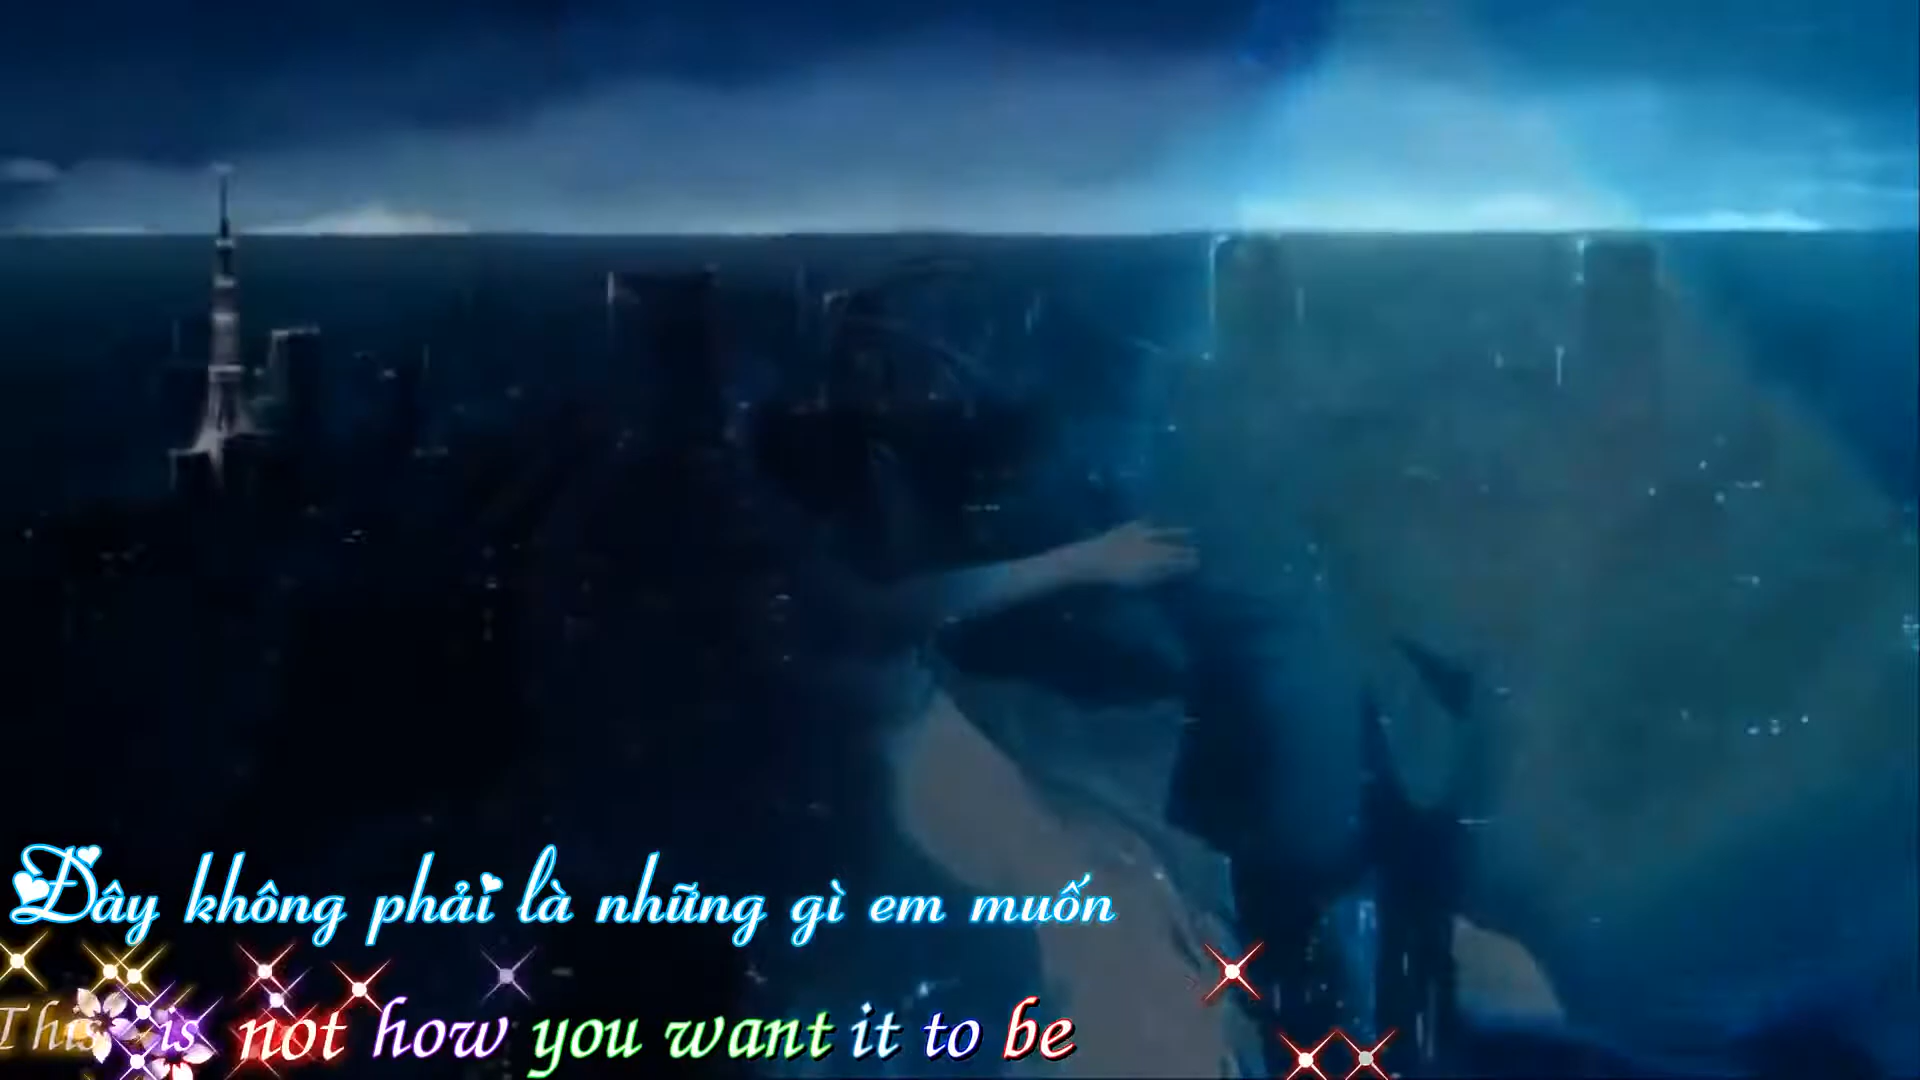 Đây không phải là những gì em muốn
This is not how you want it to be